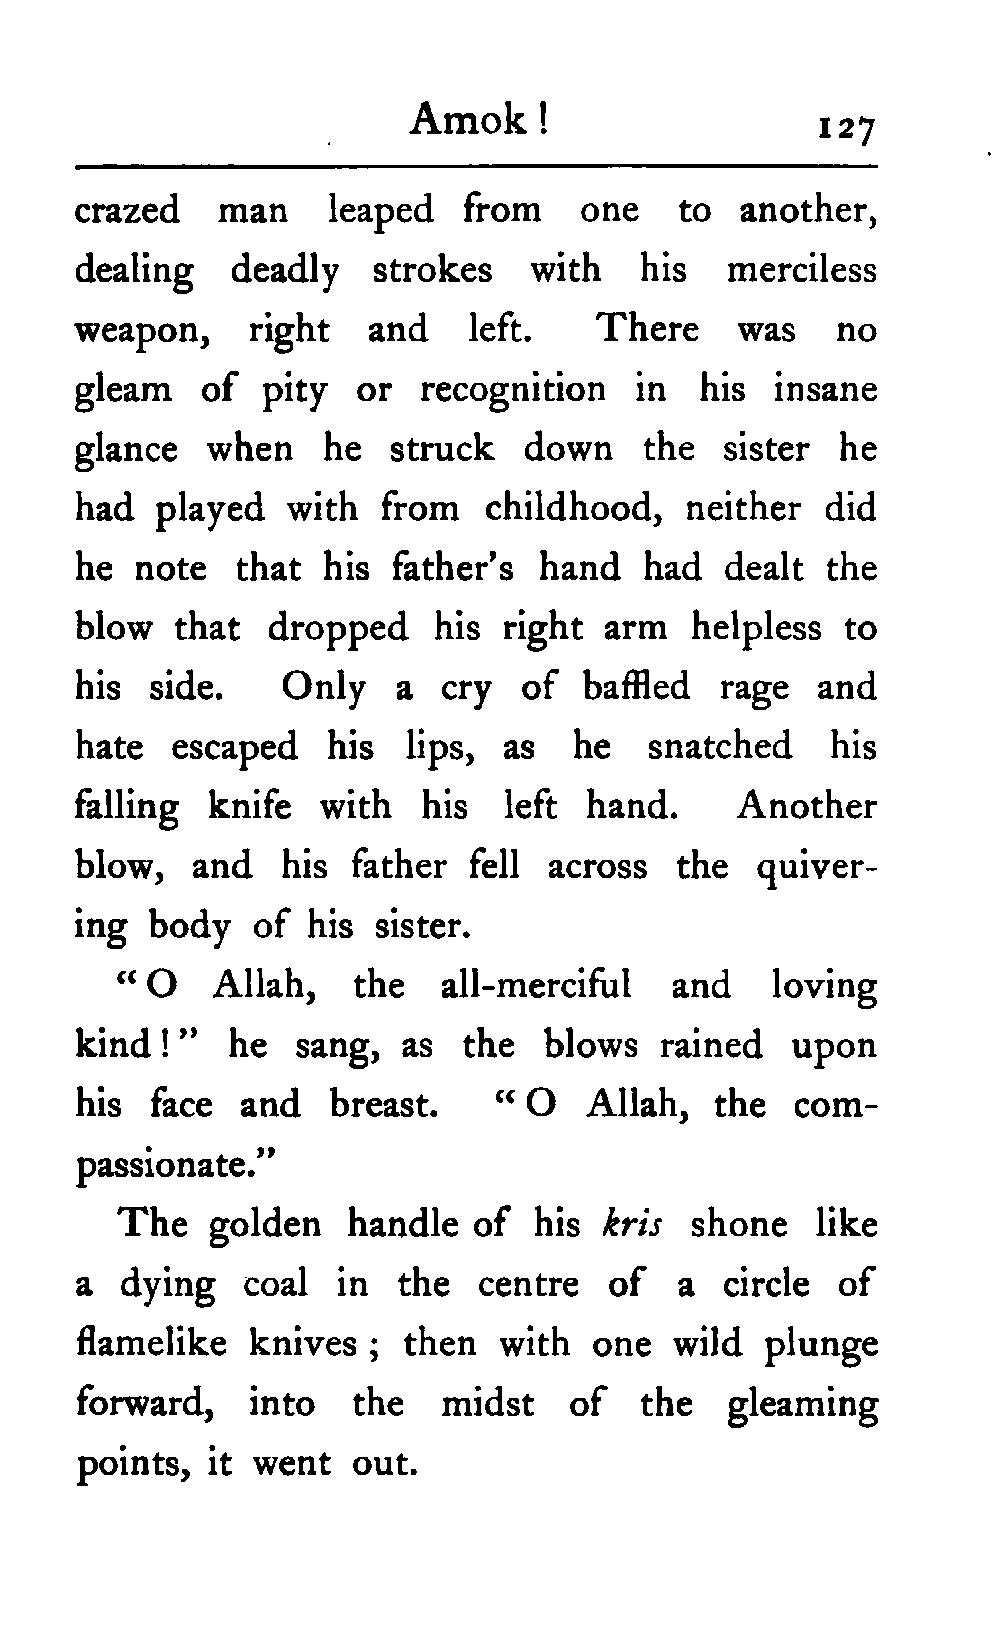 Amok ! 127
crazed man leaped from one to another,
dealing deadly strokes with his merciless
weapon, right and left. There was no
gleam of pity or recognition in his insane
glance when he struck down the sister he
had played with from childhood, neither did
he note that his father's hand had dealt the
blow that dropped his right arm helpless to
his side. Only a cry of baffled rage and
hate escaped his lips, as he snatched his
falling knife with his left hand. Another
blow, and his father fell across the quiver-
ing body of his sister.
“ O Allah, the all-merciful and loving
kind ! ” he sang, as the blows rained upon
his face and breast. “ O Allah, the com-
passionate.”
The golden handle of his kris shone like
a dying coal in the centre of a circle of
flamelike knives ; then with one wild plunge
forward, into the midst of the gleaming
points, it went out.